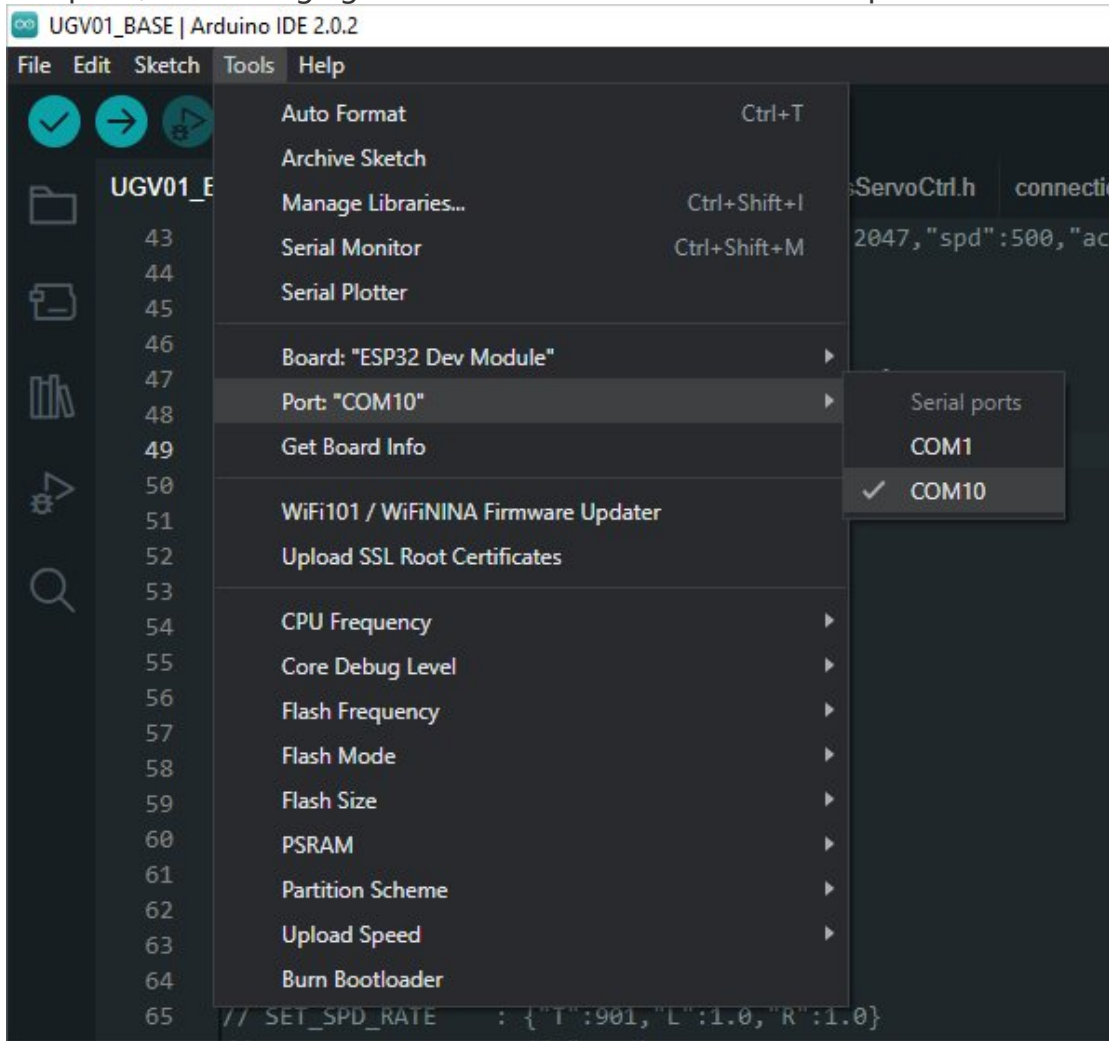 UGV01_BASE | Arduino IDE 2.0.2
File Edit Sketch Tools Help
Auto Format Ctrl+T
Archive Sketch
UGV01_B sServoCtrl.h connecti
Manage Libraries... Ctrl+Shift+I
43 2047,"spd":500,"ac
Serial Monitor Ctrl+Shift+M
44
Serial Plotter
45
46
Board: "ESP32 Dev Module"
47
Port: "COM10" Serial ports
48
49 Get Board Info COM1
50 COM10
51 WiFi101 / WiFiNINA Firmware Updater
52 Upload SSL Root Certificates
53
54 CPU Frequency
55 Core Debug Level
56 Flash Frequency
57
58 Flash Mode
59 Flash Size
60 PSRAM
61
Partition Scheme
62
63 Upload Speed
64 Burn Bootloader
65 // SET_SPD_RATE : {"T":901,"L":1.0,"R":1.0}